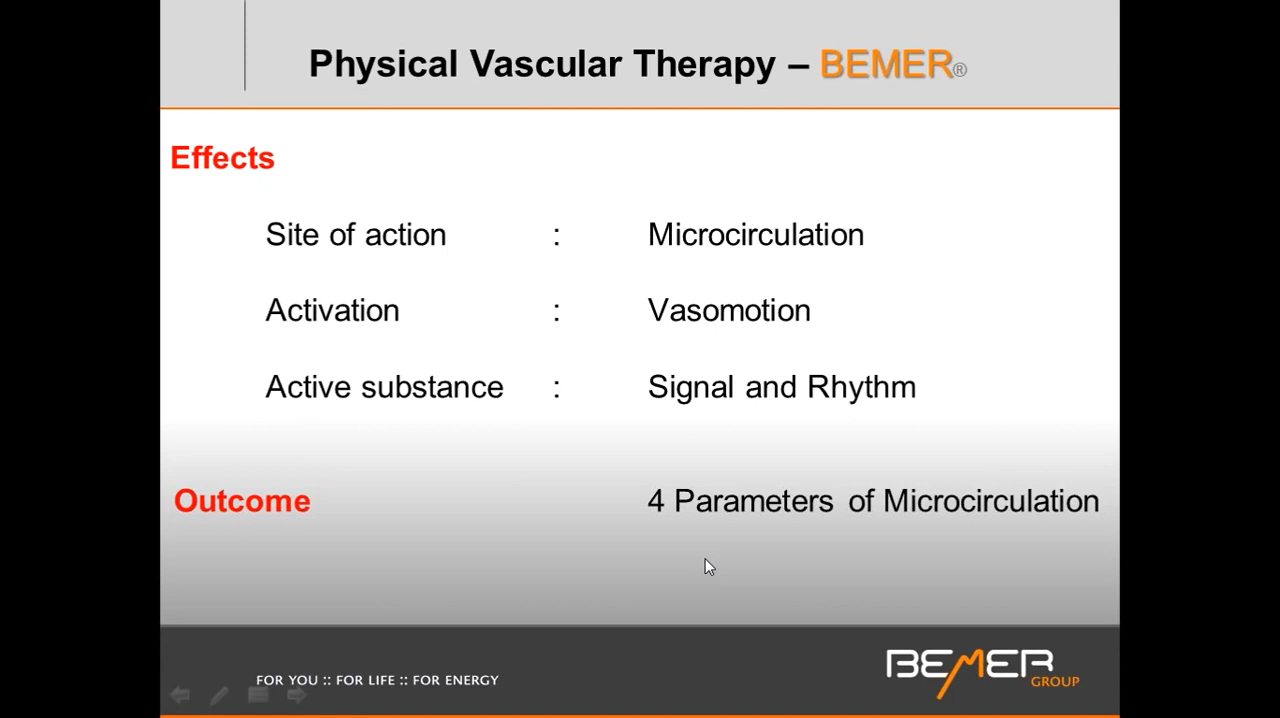 Physical Vascular Therapy – BEMER®
Effects
Site of action : Microcirculation
Activation : Vasomotion
Active substance : Signal and Rhythm
Outcome 4 Parameters of Microcirculation
FOR YOU :: FOR LIFE :: FOR ENERGY
BEMER
GROUP